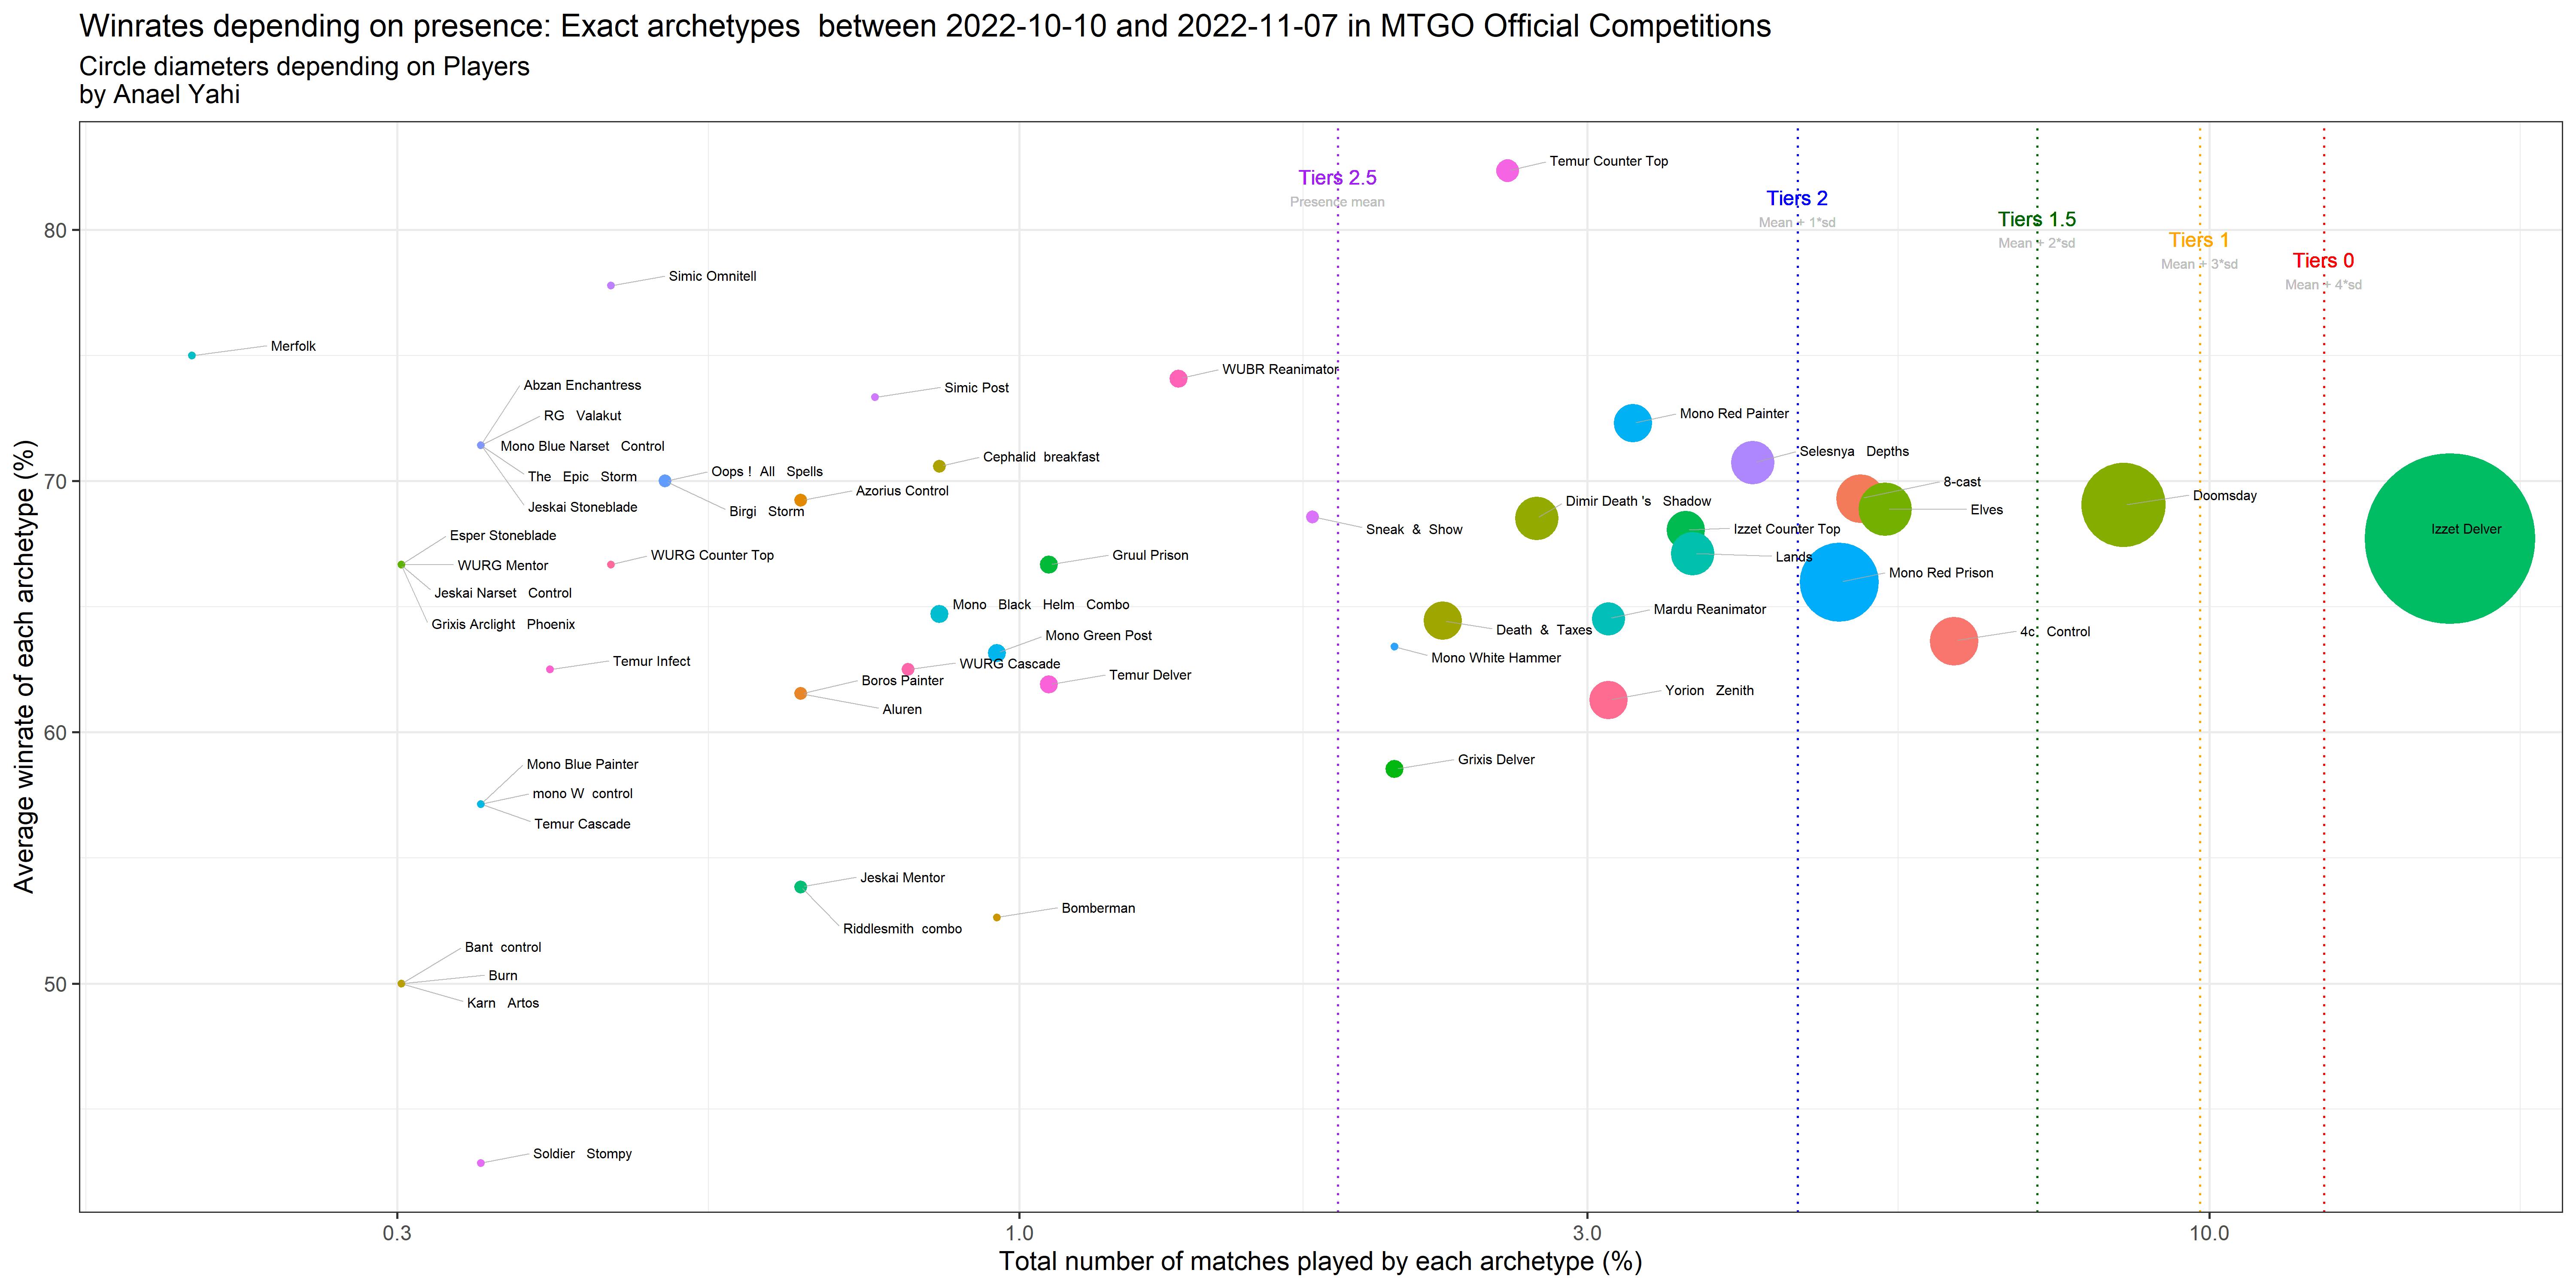 Winrates depending on presence: Exact archetypes  between 2022-10-10 and 2022-11-07 in MTGO Official Competitions
Circle diameters depending on Players
by Anael Yahi
Temur Counter Top
Tiers 2.5
Presence mean
Tiers 2
Mean + 1*sd
Tiers 1.5
Mean + 2*sd
Tiers 1
Mean + 3*sd
Tiers 0
Mean + 4*sd
Simic Omnitell
Merfolk
WUBR Reanimator
Abzan Enchantress
Simic Post
RG Valakut
Mono Red Painter
Mono Blue Narset Control
Selesnya Depths
Cephalid breakfast
The Epic Storm
Oops ! All Spells
8-cast
Azorius Control
Doomsday
Jeskai Stoneblade
Birgi Storm
Dimir Death 's Shadow
Elves
Sneak & Show
Izzet Counter Top
Izzet Delver
Esper Stoneblade
WURG Counter Top
Gruul Prison
Lands
WURG Mentor
Mono Red Prison
Jeskai Narset Control
Mono Black Helm Combo
Mardu Reanimator
Grixis Arclight Phoenix
Mono Green Post
Death & Taxes
4c Control
Temur Infect
WURG Cascade
Mono White Hammer
Boros Painter
Temur Delver
Yorion Zenith
Aluren
Grixis Delver
Mono Blue Painter
mono W control
Temur Cascade
Jeskai Mentor
Bomberman
Riddlesmith combo
Bant control
Burn
Karn Artos
Soldier Stompy
80
70
60
50
Average winrate of each archetype (%)
0.3
1.0
3.0
10.0
Total number of matches played by each archetype (%)